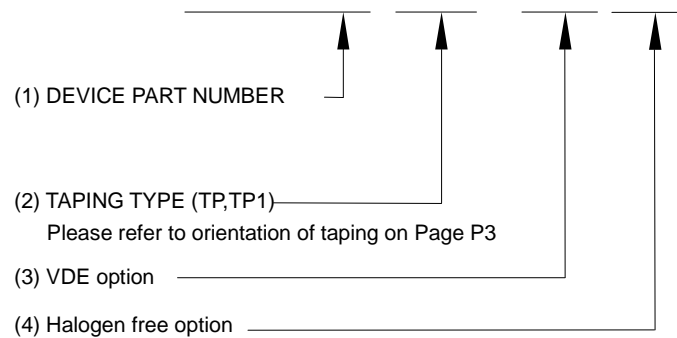 (1) DEVICE PART NUMBER
(2) TAPING TYPE (TP,TP1)
Please refer to orientation of taping on Page P3
(3) VDE option
(4) Halogen free option